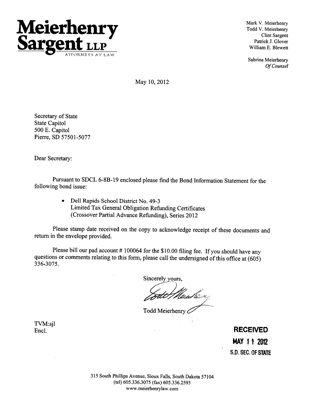 Meierhenry
Sargent LLP
ATTORNEYS AT LAW
Mark V. Meierhenry
Todd V. Meierhenry
Clint Sargent
Patrick J. Glover
William E. Blewett
Sabrina Meierhenry
Of Counsel
May 10, 2012
Secretary of State
State Capitol
500 E. Capitol
Pierre, SD 57501-5077
Dear Secretary:
Pursuant to SDCL 6-8B-19 enclosed please find the Bond Information Statement for the
following bond issue:
• Dell Rapids School District No. 49-3
Limited Tax General Obligation Refunding Certificates
(Crossover Partial Advance Refunding), Series 2012
Please stamp date received on the copy to acknowledge receipt of these documents and
return in the envelope provided.
Please bill our pad account # 100064 for the $10.00 filing fee. If you should have any
questions or comments relating to this form, please call the undersigned of this office at (605)
336-3075.
Sincerely yours,
Todd Meierhenry
TVM:sjl
Encl.
RECEIVED
MAY 11 2012
S.D. SEC. OF STATE
315 South Phillips Avenue, Sioux Falls, South Dakota 57104
(tel) 605.336.3075 (fax) 605.336.2593
www.meierhenrylaw.com